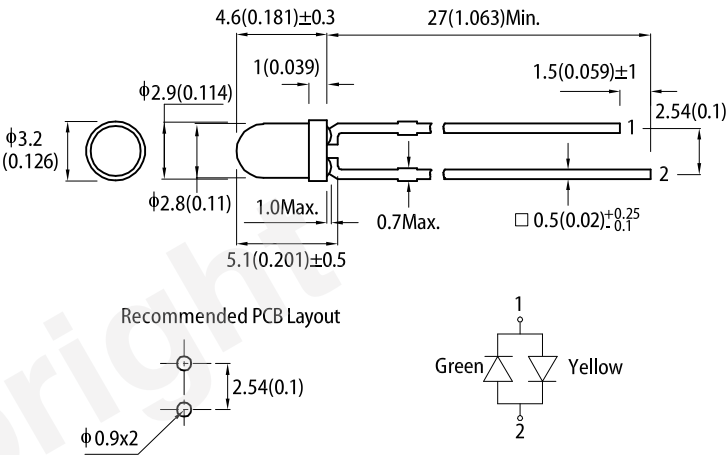 4.6(0.181)±0.3
27(1.063)Min.
1(0.039)
1.5(0.059)±1
ϕ2.9(0.114)
2.54(0.1)
ϕ3.2
(0.126)
1
2
ϕ2.8(0.11)
1.0Max.
0.7Max.
□ 0.5(0.02)+0.25 -0.1
5.1(0.201)±0.5
Recommended PCB Layout
2.54(0.1)
ϕ0.9x2
1
Green
Yellow
2
bright